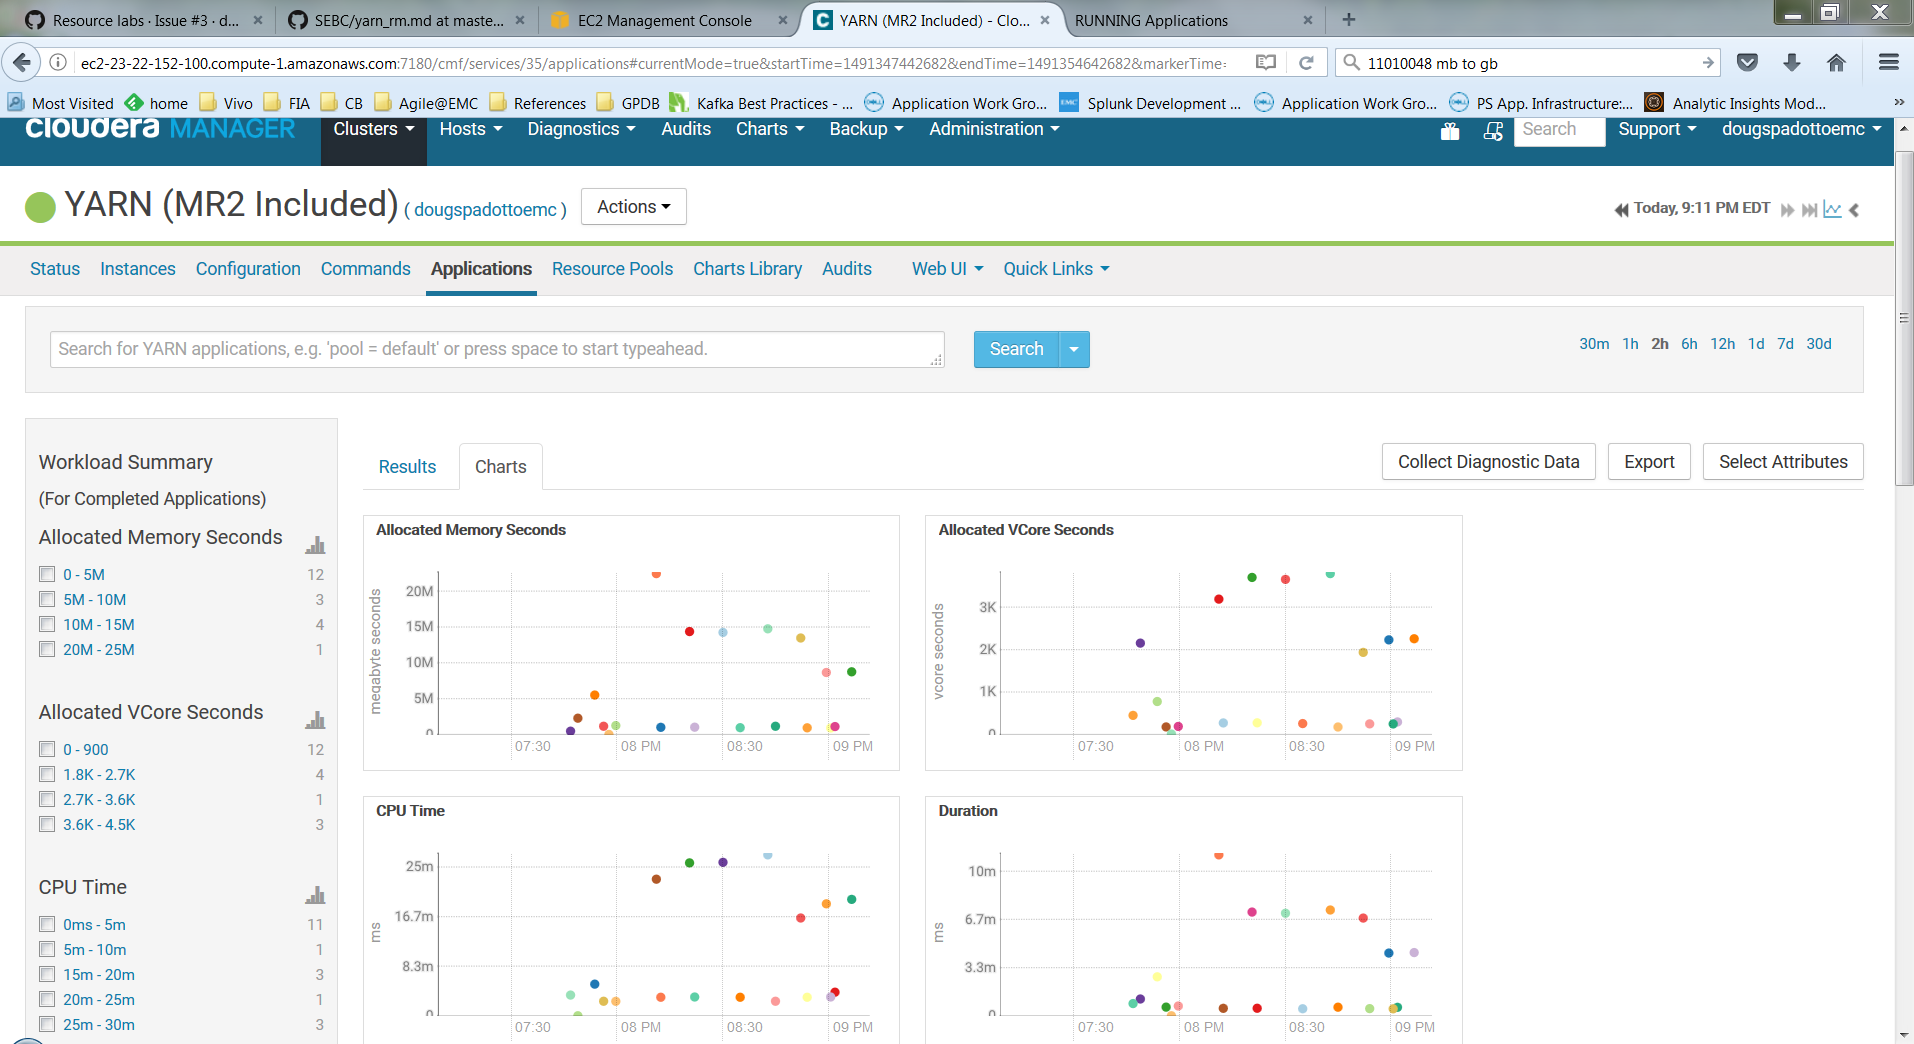 Resource labs · Issue #3 · d...
SEBC/yarn_rm.md at maste...
EC2 Management Console
YARN (MR2 Included) - Clo...
RUNNING Applications
ec2-23-22-152-100.compute-1.amazonaws.com:7180/cmf/services/35/applications#currentMode=true&startTime=1491347442682&endTime=1491354642682&markerTime=
11010048 mb to gb
Most Visited
home
Vivo
FIA
CB
Agile@EMC
References
GPDB
Kafka Best Practices - ...
Application Work Gro...
EMC
Splunk Development ...
Application Work Gro...
PS App. Infrastructure:...
Analytic Insights Mod...
cloudera MANAGER
Clusters
Hosts
Diagnostics
Audits
Charts
Backup
Administration
Search
Support
dougspadottoemc
YARN (MR2 Included) ( dougspadottoemc )
Actions
Today, 9:11 PM EDT
Status
Instances
Configuration
Commands
Applications
Resource Pools
Charts Library
Audits
Web UI
Quick Links
Search for YARN applications, e.g. 'pool = default' or press space to start typeahead.
Search
30m 1h 2h 6h 12h 1d 7d 30d
Workload Summary
(For Completed Applications)
Allocated Memory Seconds
0 - 5M 12
5M - 10M 3
10M - 15M 4
20M - 25M 1
Allocated VCore Seconds
0 - 900 12
1.8K - 2.7K 4
2.7K - 3.6K 1
3.6K - 4.5K 3
CPU Time
0ms - 5m 11
5m - 10m 1
15m - 20m 3
20m - 25m 1
25m - 30m 3
Results
Charts
Collect Diagnostic Data
Export
Select Attributes
Allocated Memory Seconds
megabyte seconds
20M
15M
10M
5M
0
07:30 08 PM 08:30 09 PM
Allocated VCore Seconds
vcore seconds
3K
2K
1K
0
07:30 08 PM 08:30 09 PM
CPU Time
ms
25m
16.7m
8.3m
0
07:30 08 PM 08:30 09 PM
Duration
ms
10m
6.7m
3.3m
0
07:30 08 PM 08:30 09 PM